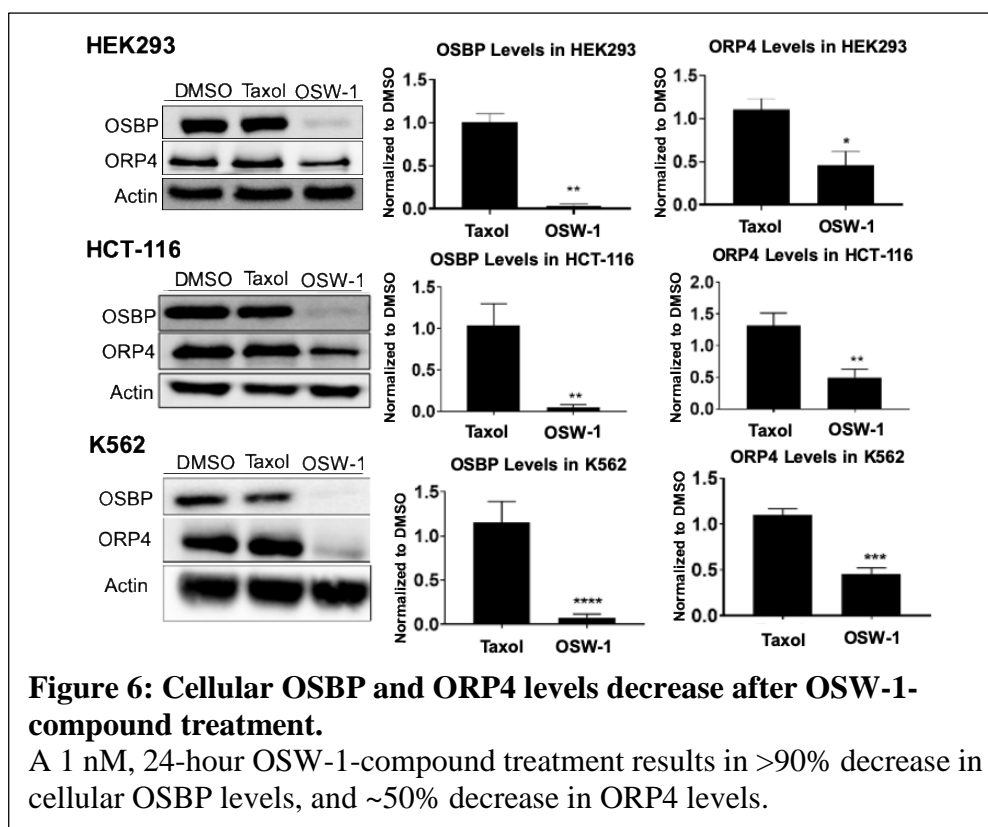 HEK293
DMSO Taxol OSW-1
OSBP
ORP4
Actin
OSBP Levels in HEK293
Normalized to DMSO
1.5
1.0
0.5
0.0
**
Taxol OSW-1
ORP4 Levels in HEK293
Normalized to DMSO
1.5
1.0
0.5
0.0
*
Taxol OSW-1
HCT-116
DMSO Taxol OSW-1
OSBP
ORP4
Actin
OSBP Levels in HCT-116
Normalized to DMSO
1.5
1.0
0.5
0.0
**
Taxol OSW-1
ORP4 Levels in HCT-116
Normalized to DMSO
2.0
1.5
1.0
0.5
0.0
**
Taxol OSW-1
K562
DMSO Taxol OSW-1
OSBP
ORP4
Actin
OSBP Levels in K562
Normalized to DMSO
1.5
1.0
0.5
0.0
****
Taxol OSW-1
ORP4 Levels in K562
Normalized to DMSO
1.5
1.0
0.5
0.0
***
Taxol OSW-1
Figure 6: Cellular OSBP and ORP4 levels decrease after OSW-1-
compound treatment.
A 1 nM, 24-hour OSW-1-compound treatment results in >90% decrease in
cellular OSBP levels, and ~50% decrease in ORP4 levels.